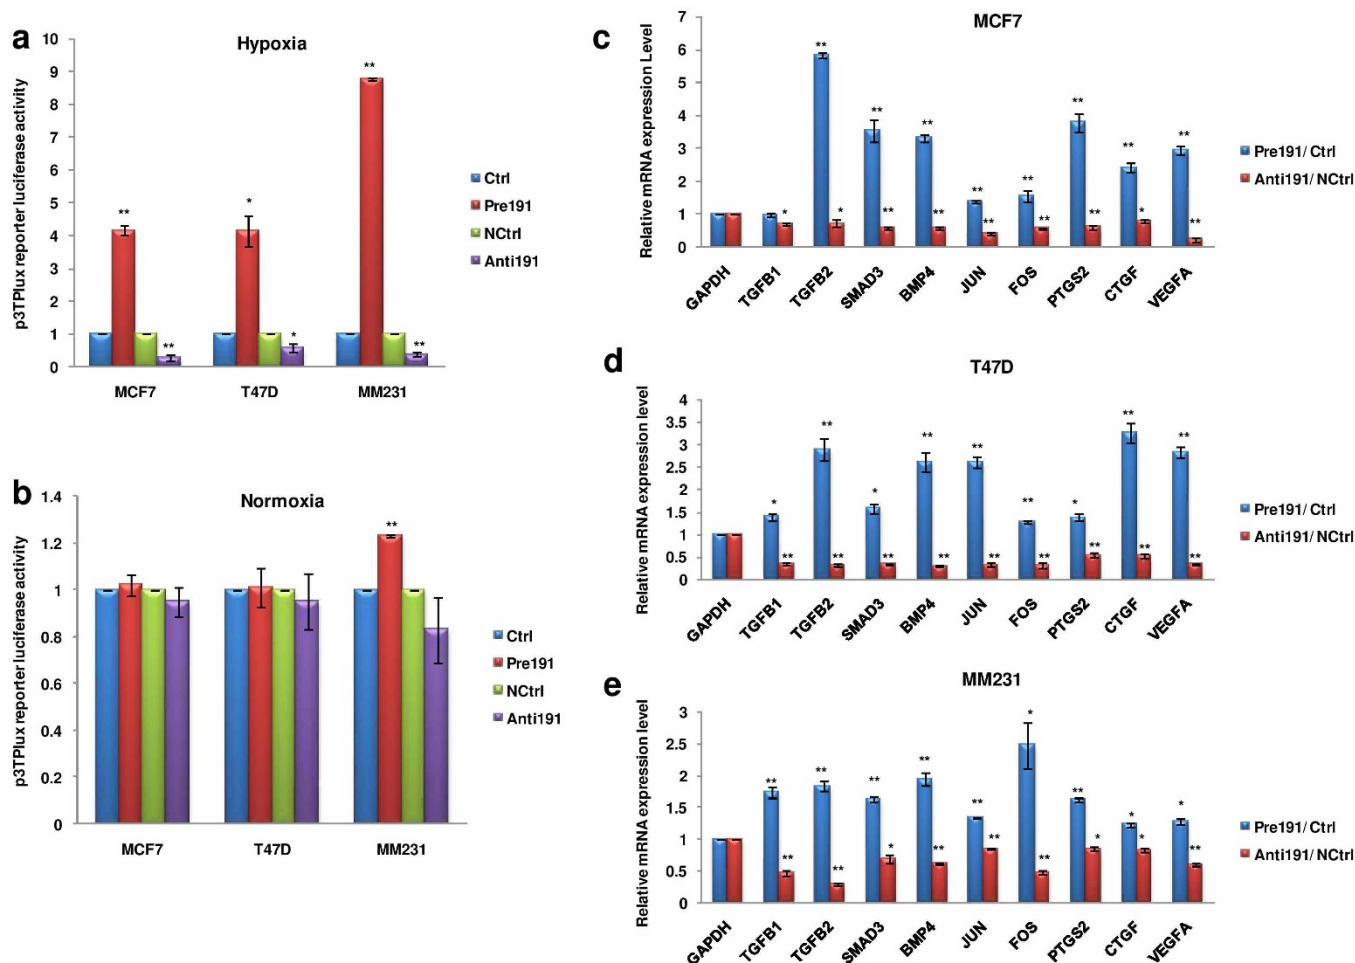 a
Hypoxia
p3TPlux reporter luciferase activity
10
9
8
7
6
5
4
3
2
1
0
**
**
*
*
**
**
MCF7 T47D MM231
Ctrl
Pre191
NCtrl
Anti191
b
Normoxia
p3TPlux reporter luciferase activity
1.4
1.2
1
0.8
0.6
0.4
0.2
0
**
MCF7 T47D MM231
Ctrl
Pre191
NCtrl
Anti191
c
MCF7
Relative mRNA expression Level
7
6
5
4
3
2
1
0
** ** ** ** ** ** ** **
* * ** ** ** ** ** * **
GAPDH TGFB1 TGFB2 SMAD3 BMP4 JUN FOS PTGS2 CTGF VEGFA
Pre191/ Ctrl
Anti191/ NCtrl
d
T47D
Relative mRNA expression level
4
3.5
3
2.5
2
1.5
1
0.5
0
* ** * ** ** ** * ** **
** ** ** ** ** ** ** ** **
GAPDH TGFB1 TGFB2 SMAD3 BMP4 JUN FOS PTGS2 CTGF VEGFA
Pre191/ Ctrl
Anti191/ NCtrl
e
MM231
Relative mRNA expression level
3
2.5
2
1.5
1
0.5
0
** ** ** ** ** * ** * *
** ** * ** ** ** * * **
GAPDH TGFB1 TGFB2 SMAD3 BMP4 JUN FOS PTGS2 CTGF VEGFA
Pre191/ Ctrl
Anti191/ NCtrl